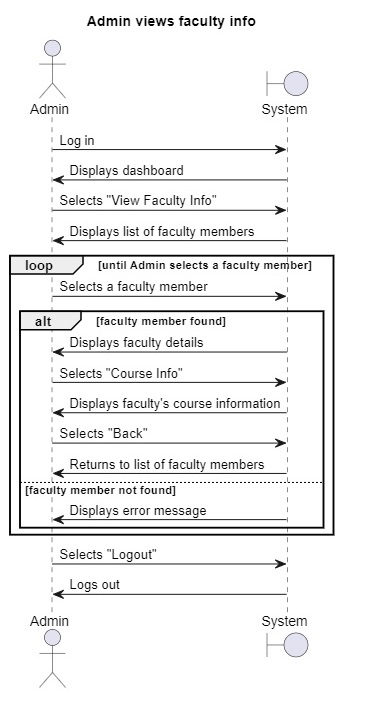 Admin views faculty info
Admin
System
Log in
Displays dashboard
Selects "View Faculty Info"
Displays list of faculty members
loop
[until Admin selects a faculty member]
Selects a faculty member
alt
[faculty member found]
Displays faculty details
Selects "Course Info"
Displays faculty's course information
Selects "Back"
Returns to list of faculty members
[faculty member not found]
Displays error message
Selects "Logout"
Logs out
Admin
System